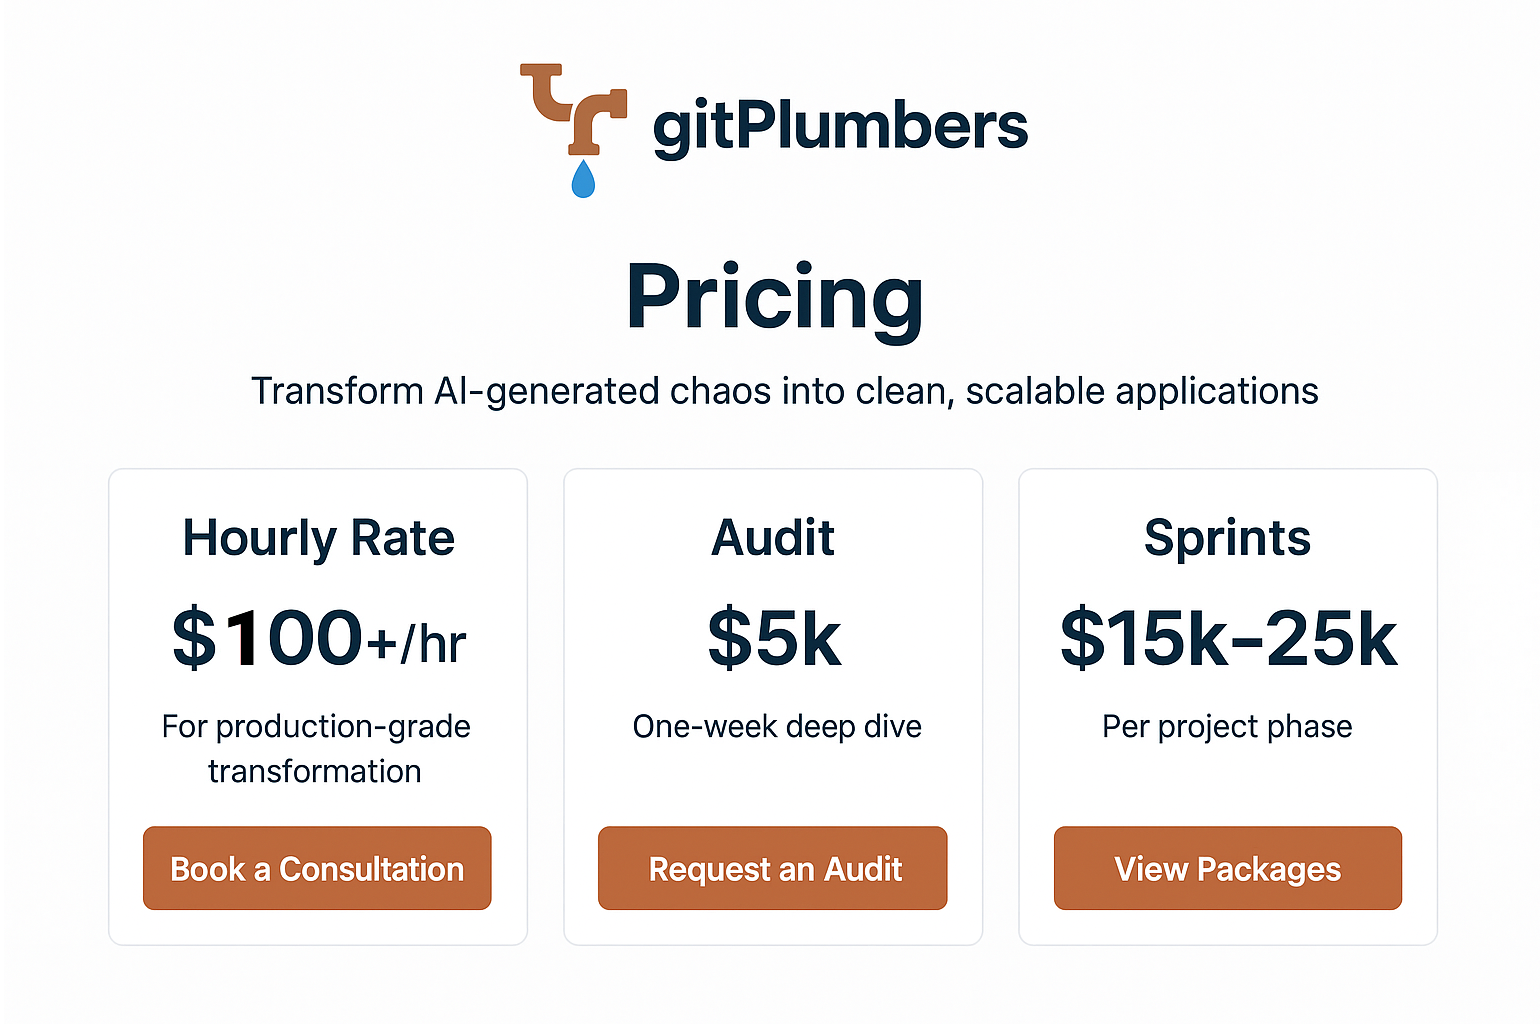 gitPlumbers
Pricing
Transform AI-generated chaos into clean, scalable applications
Hourly Rate
$100+/hr
For production-grade
transformation
Book a Consultation
Audit
$5k
One-week deep dive
Request an Audit
Sprints
$15k–25k
Per project phase
View Packages